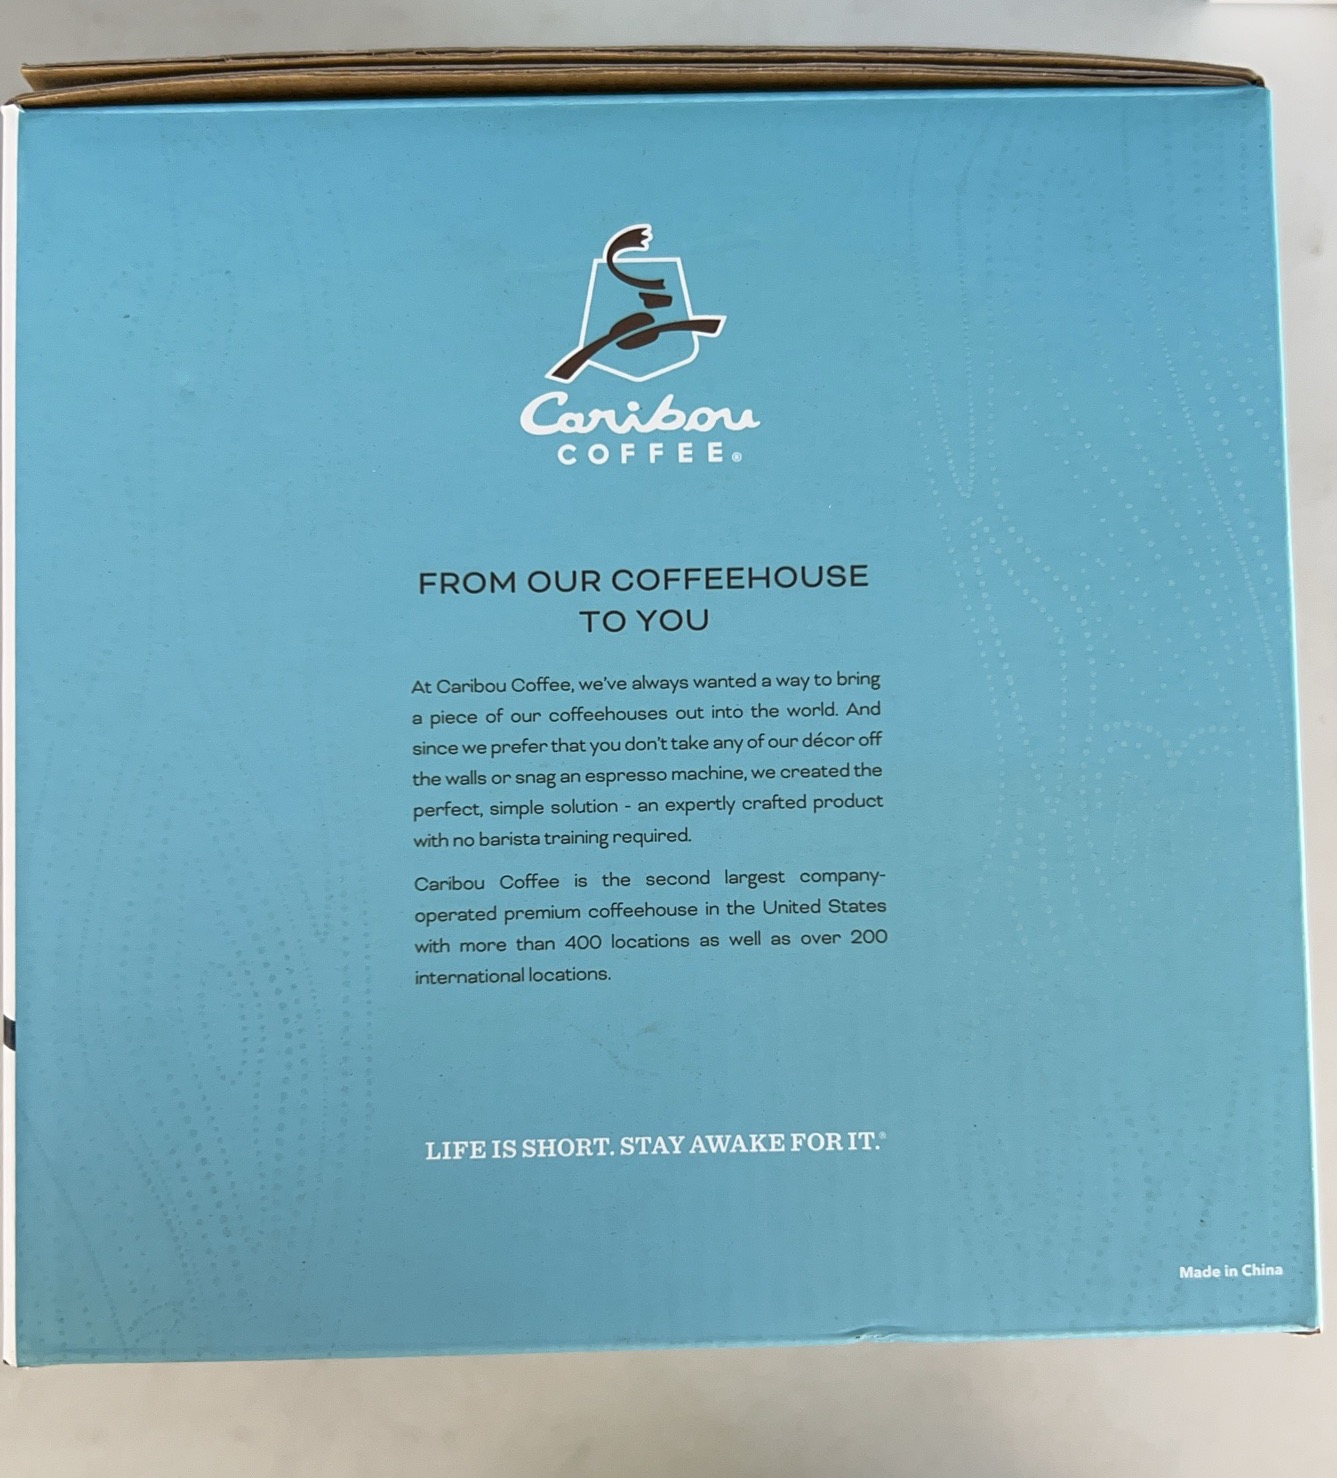 Caribou
COFFEE®
FROM OUR COFFEEHOUSE
TO YOU
At Caribou Coffee, we've always wanted a way to bring
a piece of our coffeehouses out into the world. And
since we prefer that you don't take any of our décor off
the walls or snag an espresso machine, we created the
perfect, simple solution - an expertly crafted product
with no barista training required.
Caribou Coffee is the second largest company-
operated premium coffeehouse in the United States
with more than 400 locations as well as over 200
international locations.
LIFE IS SHORT. STAY AWAKE FOR IT.®
Made in China